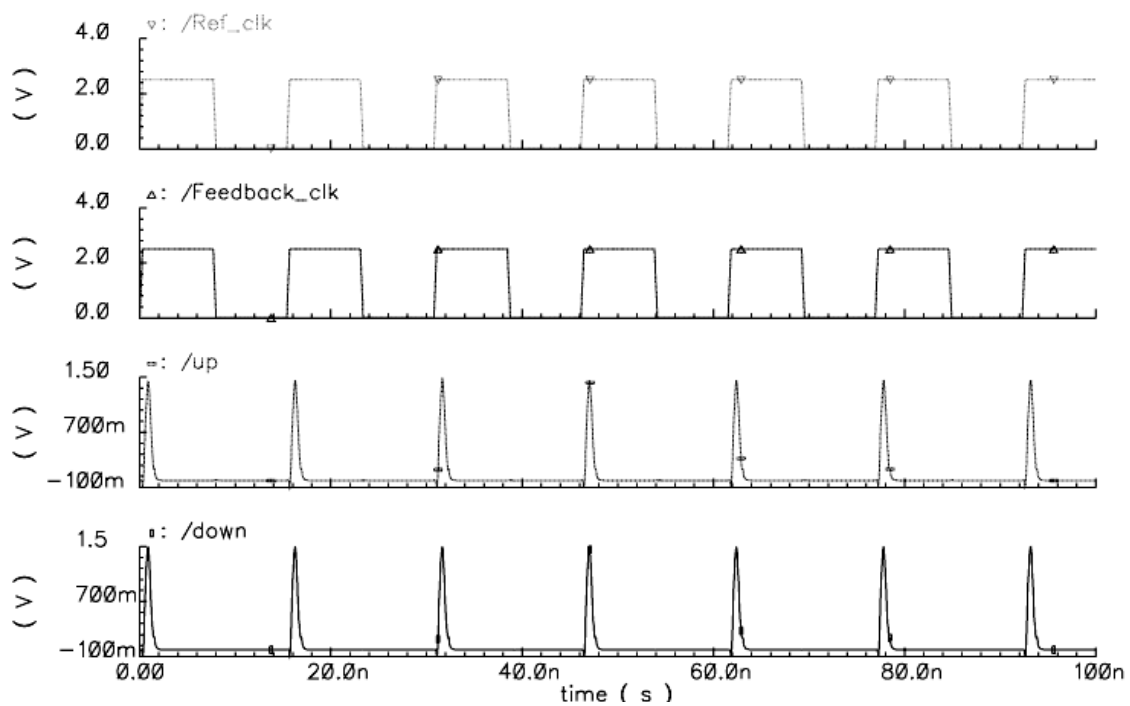 ▽: /Ref_clk
4.0
2.0
0.0
( V )
△: /Feedback_clk
4.0
2.0
0.0
( V )
: /up
1.50
700m
-100m
( V )
: /down
1.5
700m
-100m
( V )
0.00 20.0n 40.0n 60.0n 80.0n 100n
time ( s )